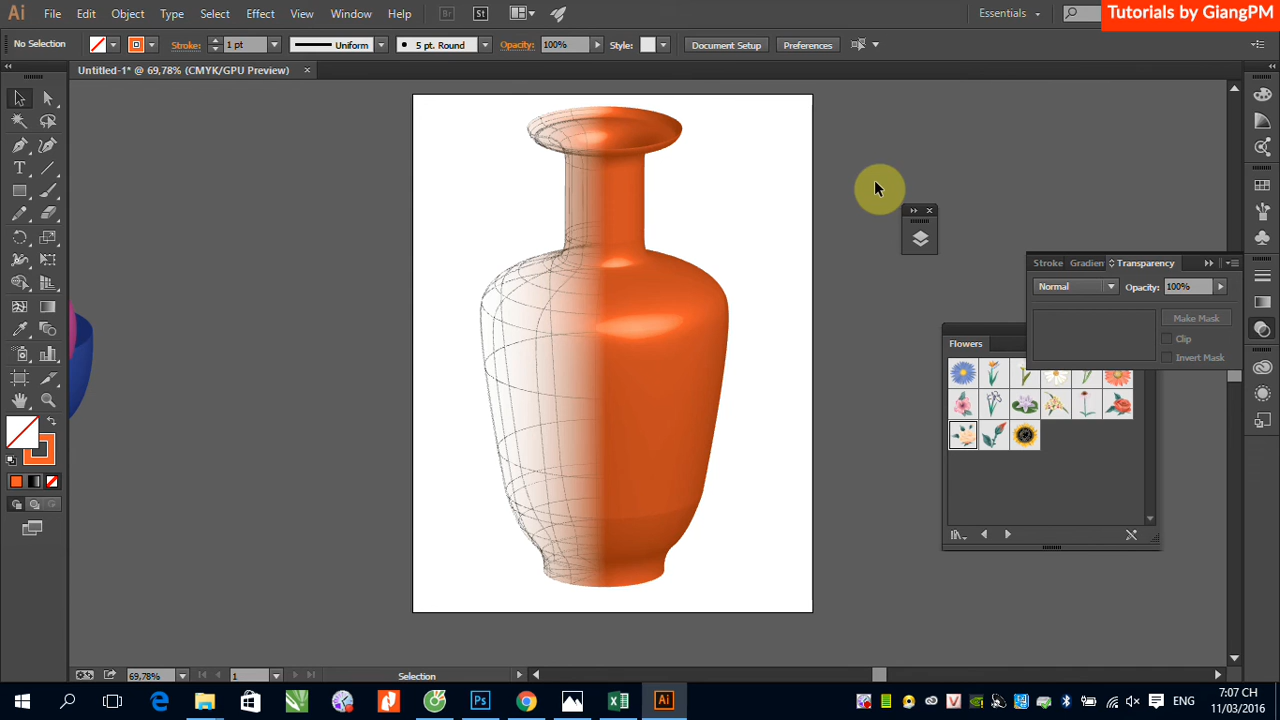 Ai File Edit Object Type Select Effect View Window Help Br St Essentials
Tutorials by GiangPM
No Selection Stroke: 1 pt Uniform 5 pt. Round Opacity: 100% Style: Document Setup Preferences
Untitled-1* @ 69,78% (CMYK/GPU Preview)
Stroke Gradien Transparency
Normal Opacity: 100%
Make Mask
Clip
Invert Mask
Flowers
69,78% 1 Selection
Ps Ai ENG
7:07 CH
11/03/2016